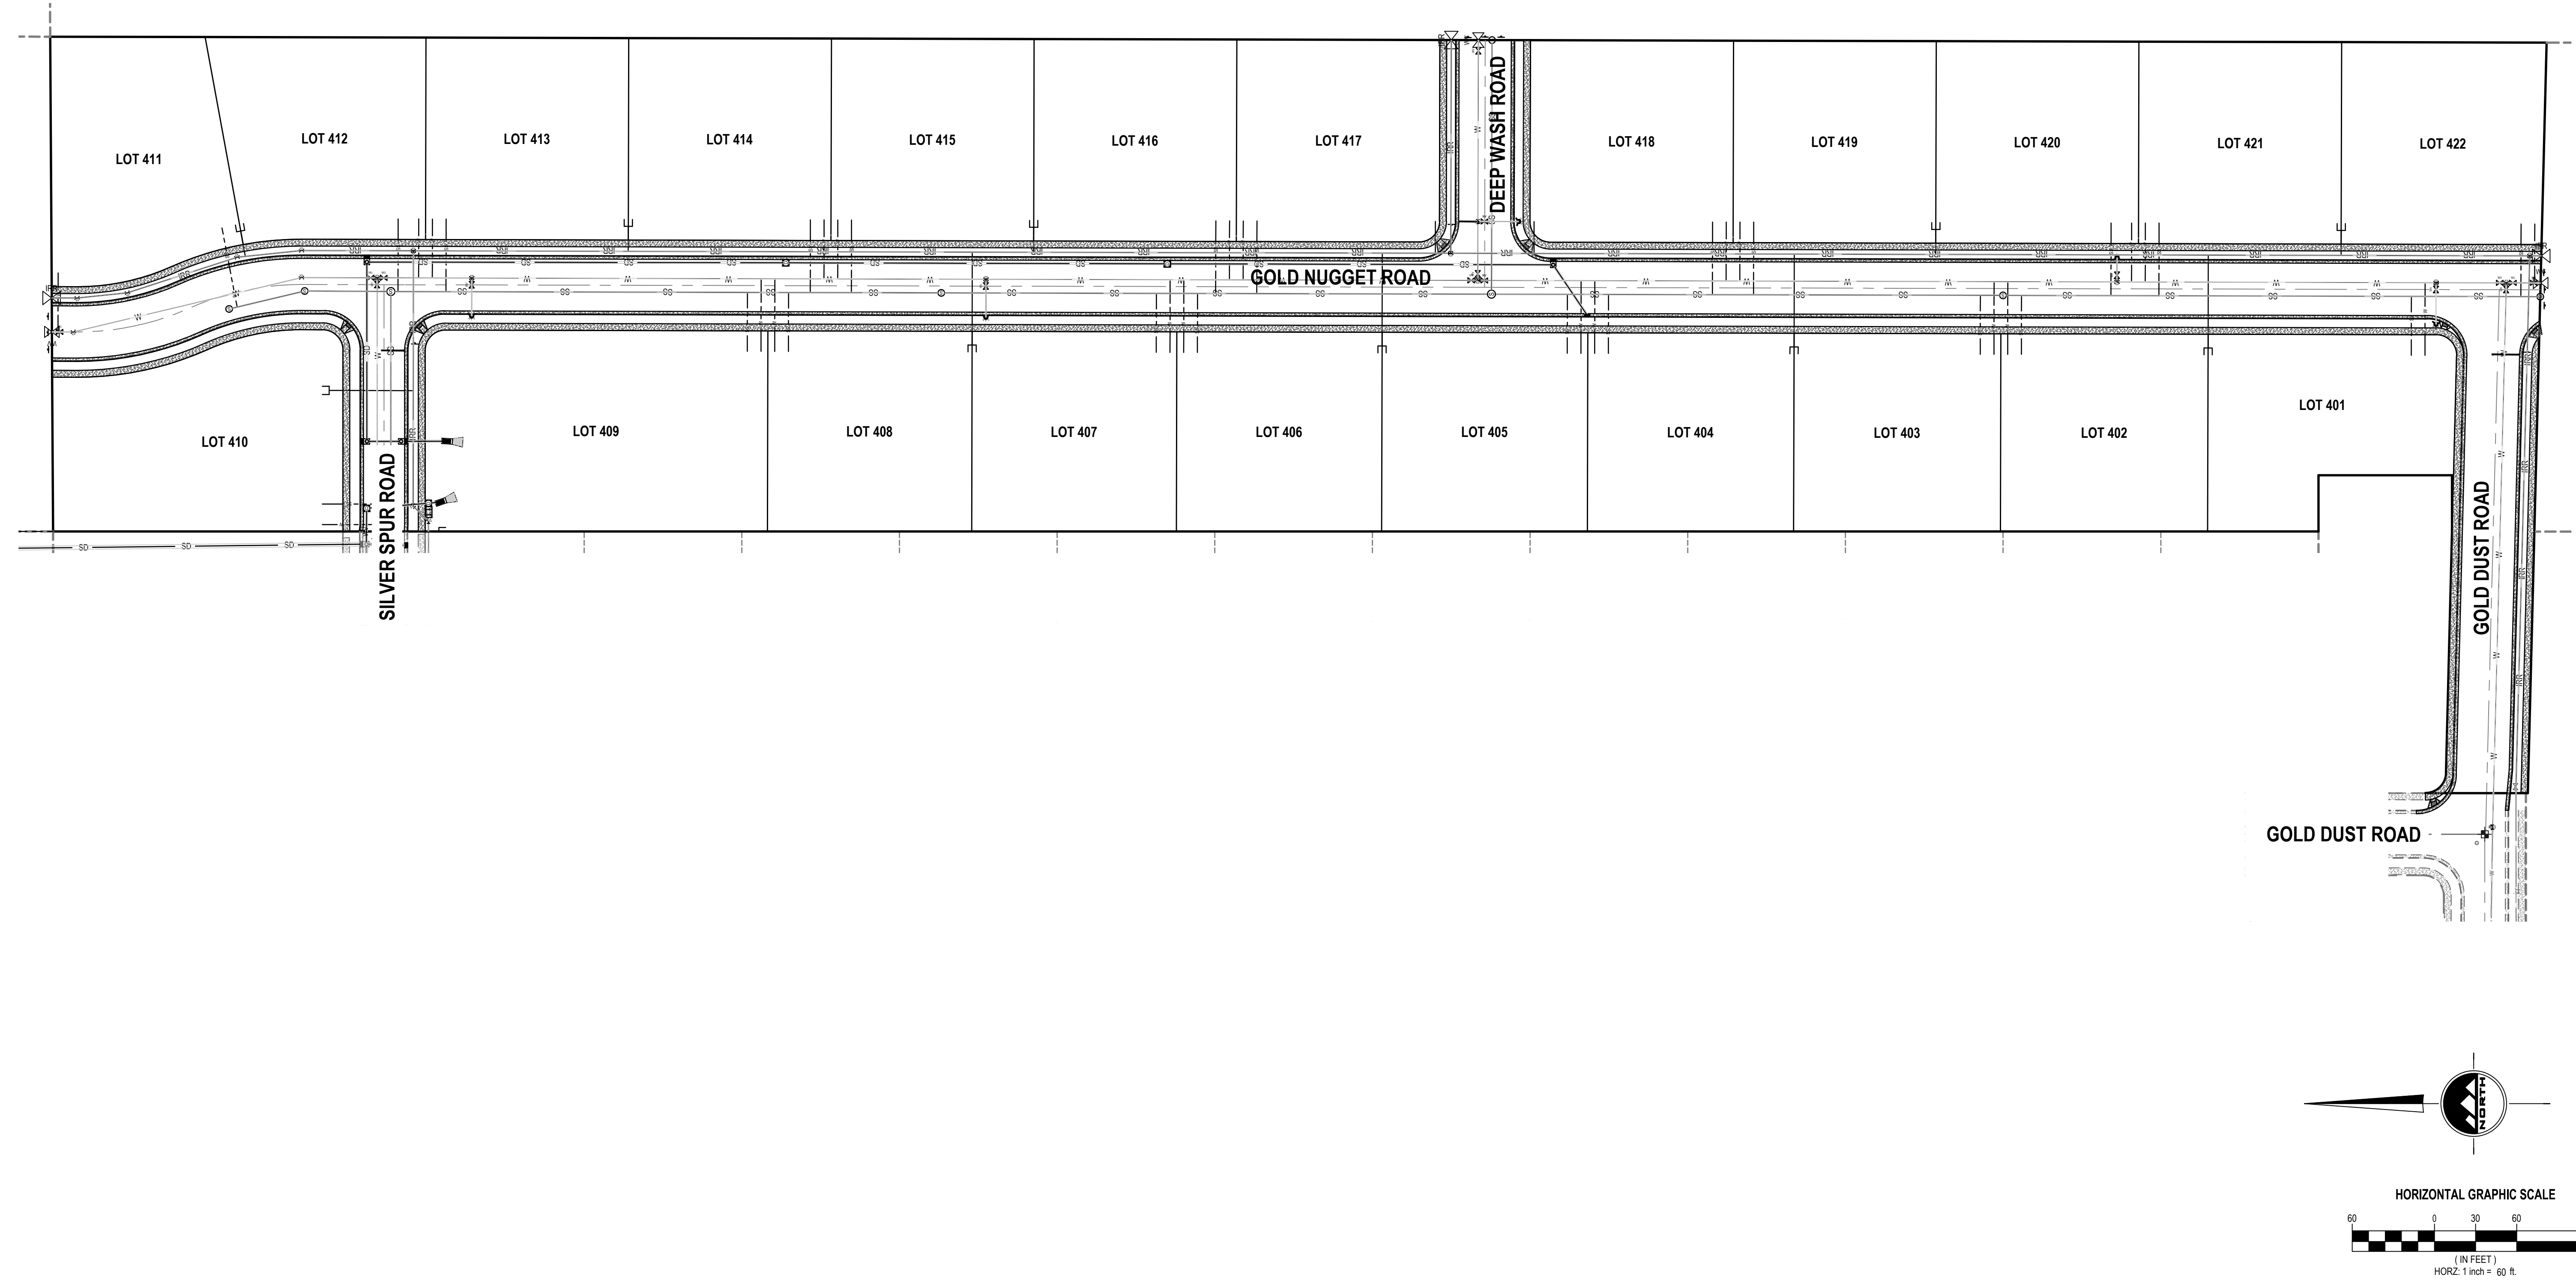 DEEP WASH ROAD
LOT 411
LOT 412
LOT 413
LOT 414
LOT 415
LOT 416
LOT 417
LOT 418
LOT 419
LOT 420
LOT 421
LOT 422
GOLD NUGGET ROAD
LOT 410
LOT 409
LOT 408
LOT 407
LOT 406
LOT 405
LOT 404
LOT 403
LOT 402
LOT 401
SD
SD
SD
SILVER SPUR ROAD
GOLD DUST ROAD
GOLD DUST ROAD
NORTH
HORIZONTAL GRAPHIC SCALE
60 0 30 60
( IN FEET )
HORZ: 1 inch = 60 ft.